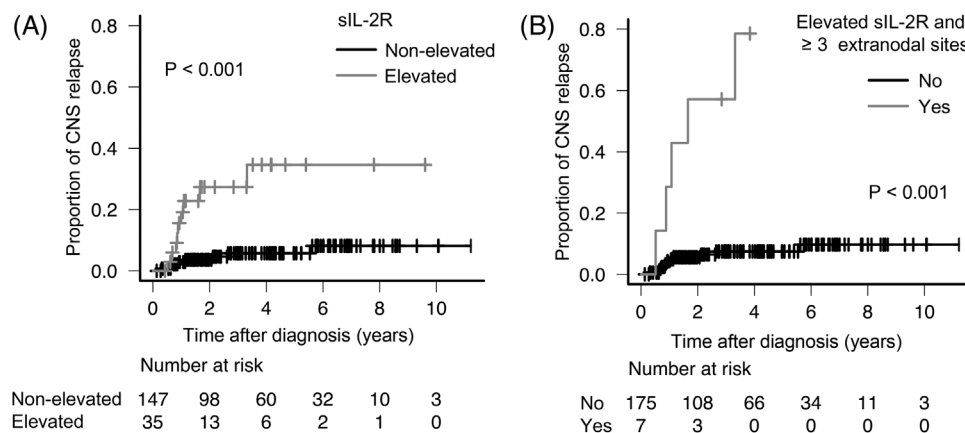 (A)
sIL-2R
Non-elevated
Elevated
P < 0.001
Proportion of CNS relapse
0.8
0.6
0.4
0.2
0.0
0 2 4 6 8 10
Time after diagnosis (years)
Number at risk
Non-elevated 147 98 60 32 10 3
Elevated 35 13 6 2 1 0
(B)
Elevated sIL-2R and
≥ 3 extranodal sites
No
Yes
P < 0.001
Proportion of CNS relapse
0.8
0.6
0.4
0.2
0.0
0 2 4 6 8 10
Time after diagnosis (years)
Number at risk
No 175 108 66 34 11 3
Yes 7 3 0 0 0 0